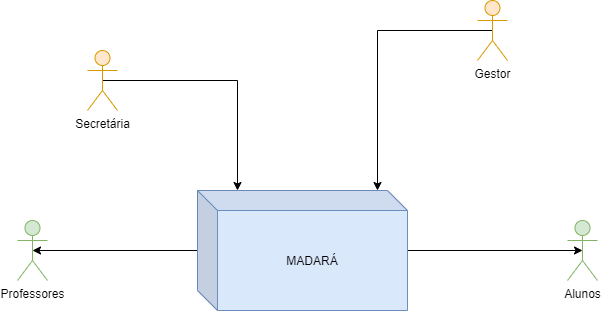 Gestor
Secretária
MADARÁ
Professores
Alunos